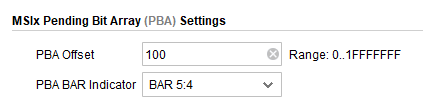 MSIx Pending Bit Array (PBA) Settings
PBA Offset 100 Range: 0..1FFFFFFF
PBA BAR Indicator BAR 5:4